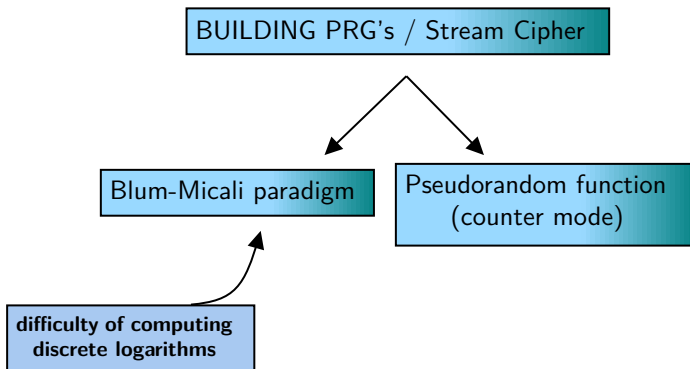 BUILDING PRG's / Stream Cipher
Blum-Micali paradigm
Pseudorandom function
(counter mode)
difficulty of computing
discrete logarithms